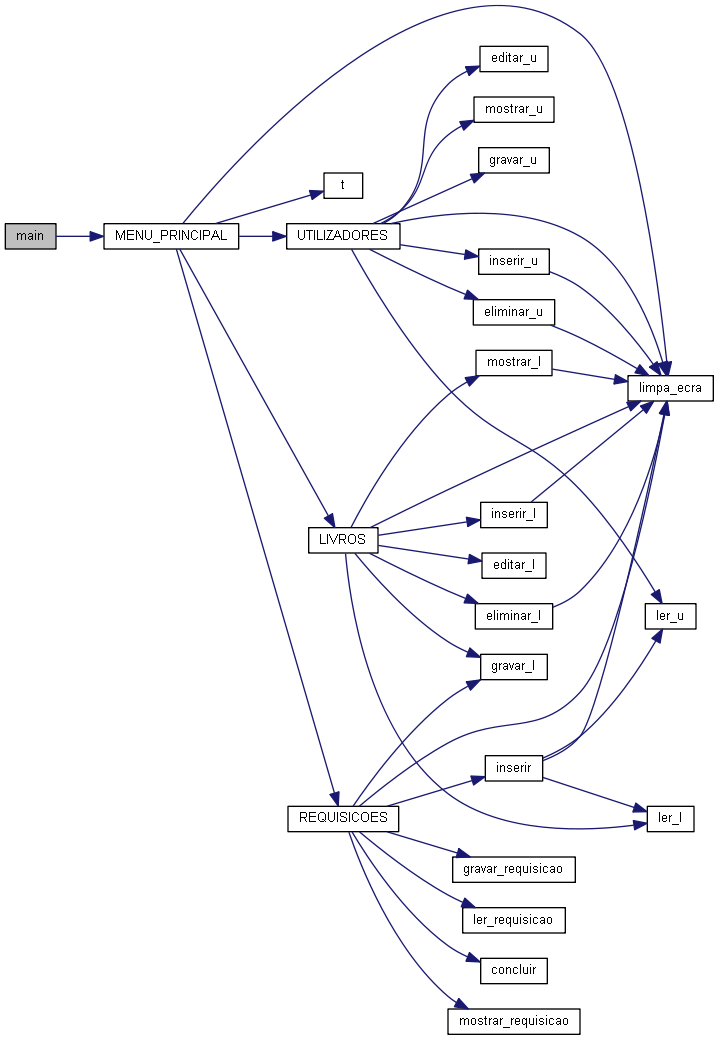 editar_u
mostrar_u
gravar_u
t
main
MENU_PRINCIPAL
UTILIZADORES
inserir_u
eliminar_u
mostrar_l
limpa_ecra
inserir_l
LIVROS
editar_l
eliminar_l
ler_u
gravar_l
inserir
REQUISICOES
ler_l
gravar_requisicao
ler_requisicao
concluir
mostrar_requisicao